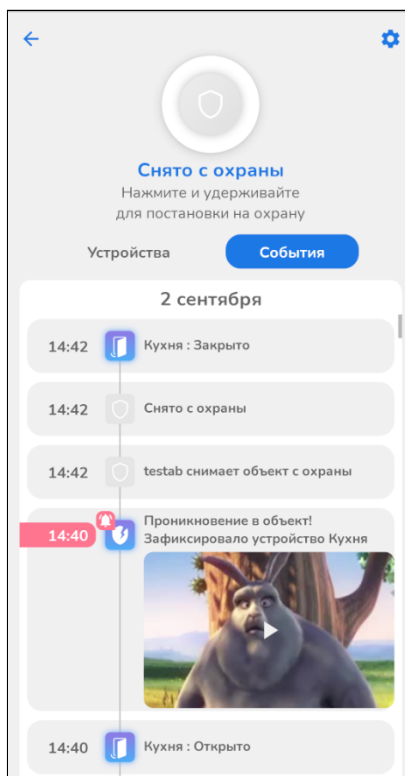 Снято с охраны
Нажмите и удерживайте
для постановки на охрану
Устройства
События
2 сентября
14:42
Кухня : Закрыто
14:42
Снято с охраны
14:42
testab снимает объект с охраны
14:40
Проникновение в объект!
Зафиксировало устройство Кухня
14:40
Кухня : Открыто